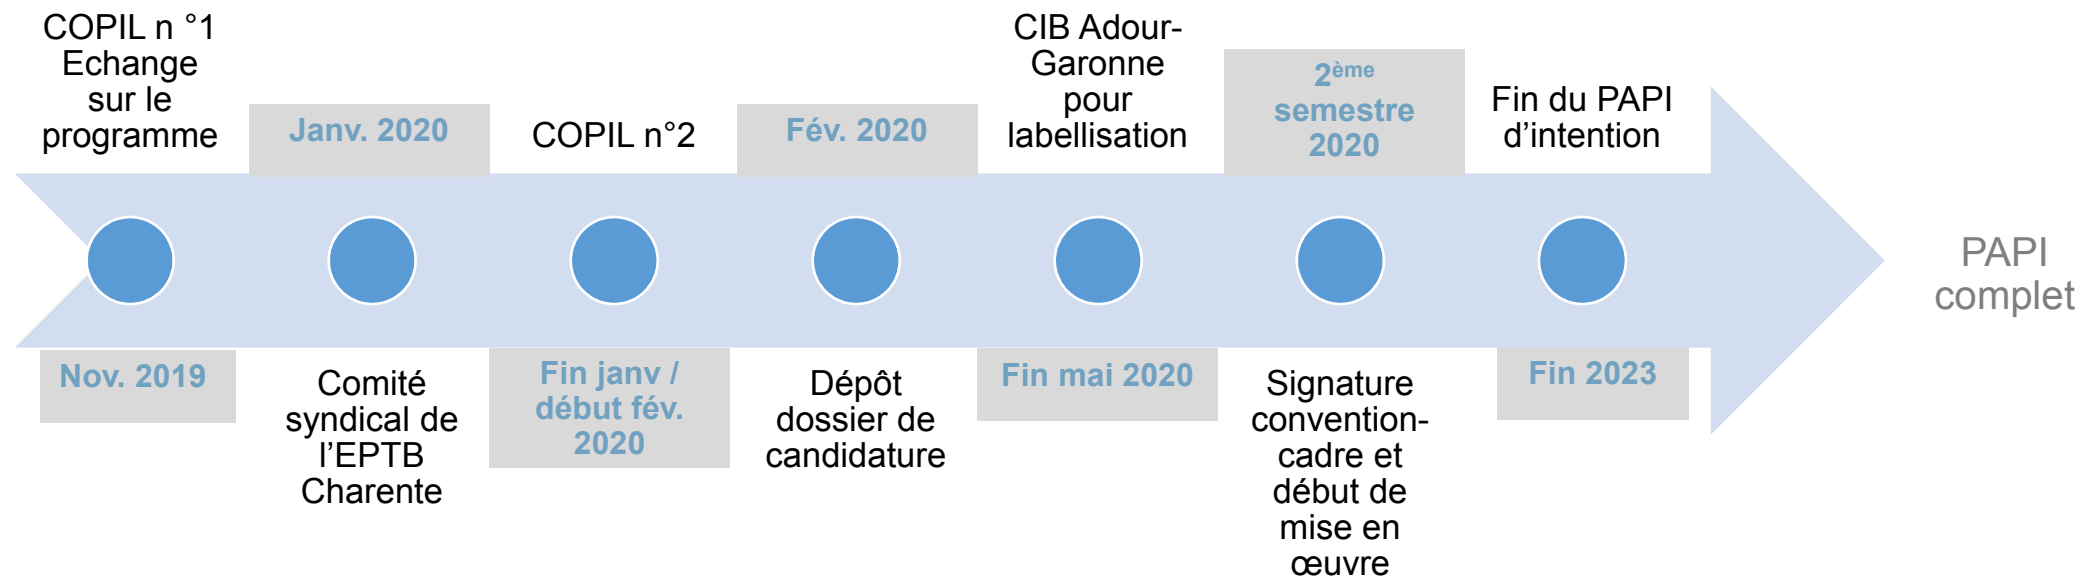 COPIL n °1
Echange
sur le
programme
Nov. 2019
Janv. 2020
Comité
syndical de
l’EPTB
Charente
COPIL n°2
Fin janv /
début fév.
2020
Fév. 2020
Dépôt
dossier de
candidature
CIB Adour-
Garonne
pour
labellisation
Fin mai 2020
2ème
semestre
2020
Signature
convention-
cadre et
début de
mise en
œuvre
Fin du PAPI
d’intention
Fin 2023
PAPI
complet